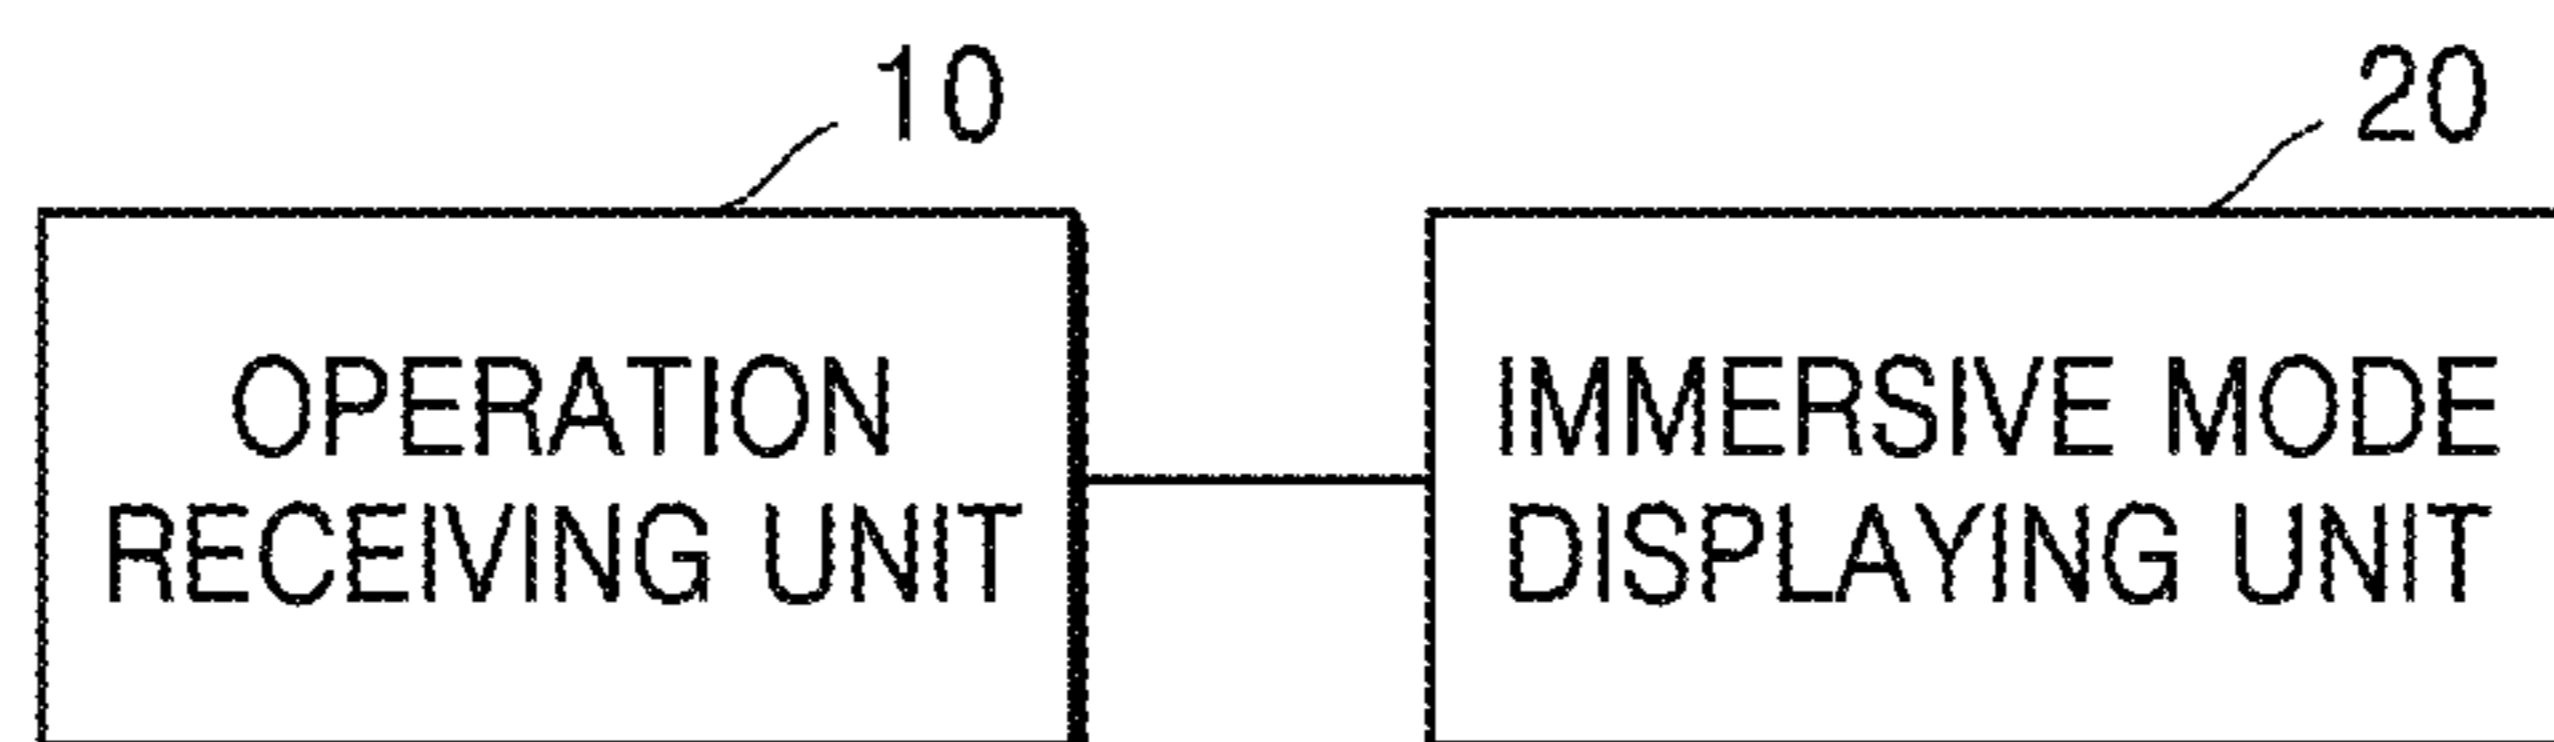 10
20
OPERATION
RECEIVING UNIT
IMMERSIVE MODE
DISPLAYING UNIT